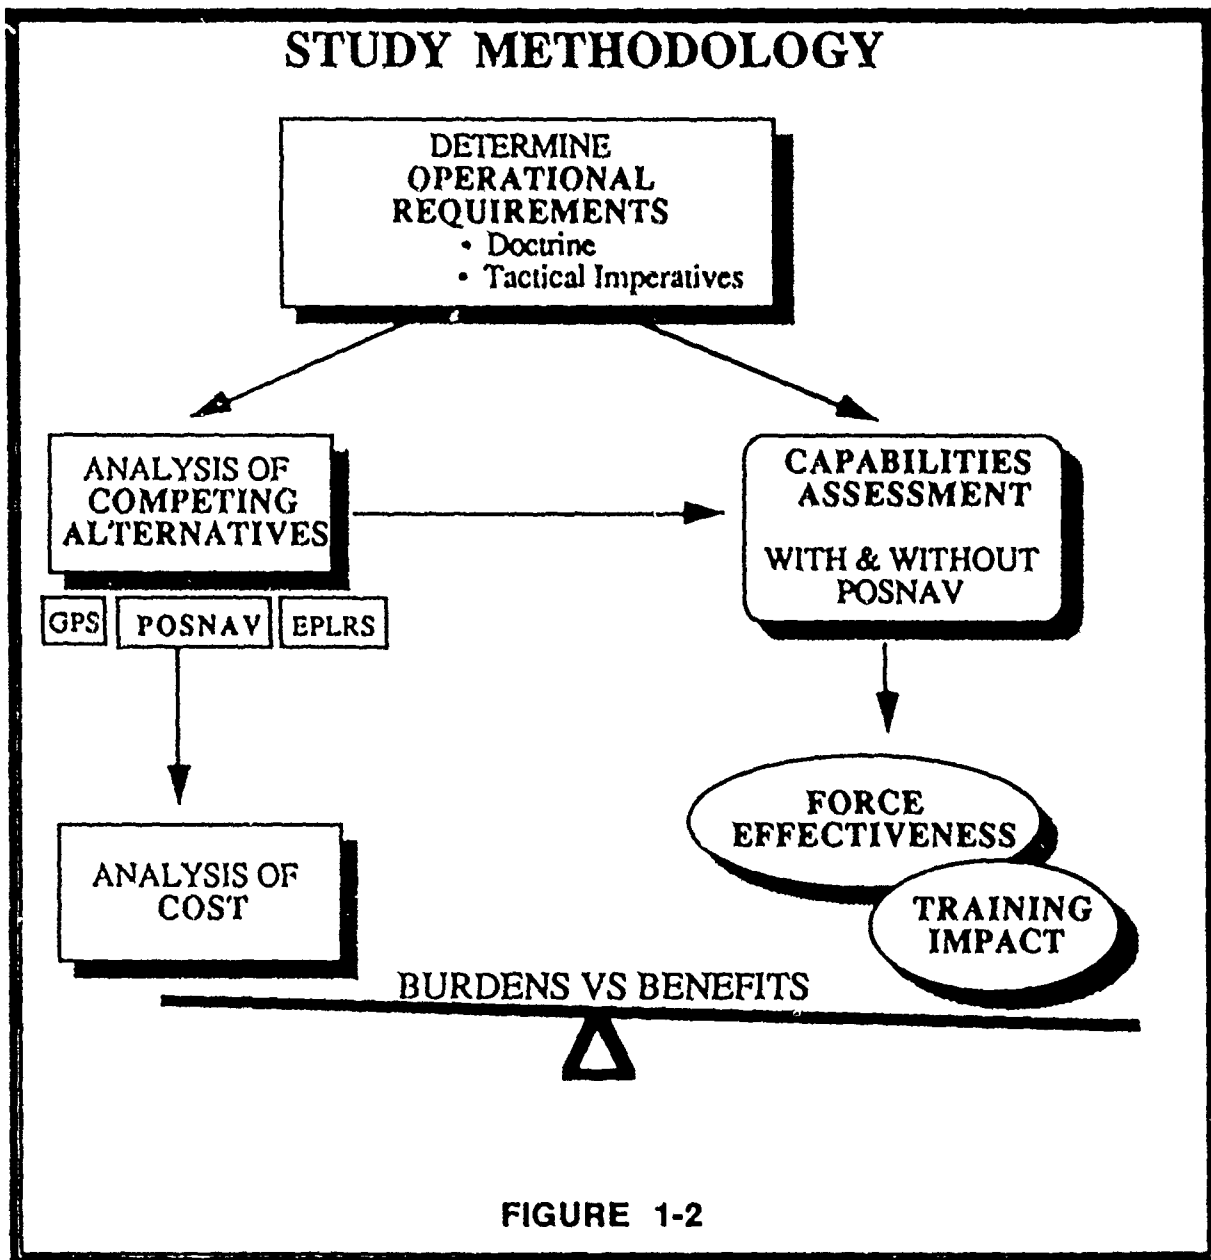 STUDY METHODOLOGY
DETERMINE
OPERATIONAL
REQUIREMENTS
• Doctrine
• Tactical Imperatives
ANALYSIS OF
COMPETING
ALTERNATIVES
GPS
POSNAV
EPLRS
CAPABILITIES
ASSESSMENT
WITH & WITHOUT
POSNAV
ANALYSIS OF
COST
FORCE
EFFECTIVENESS
TRAINING
IMPACT
BURDENS VS BENEFITS
FIGURE 1-2